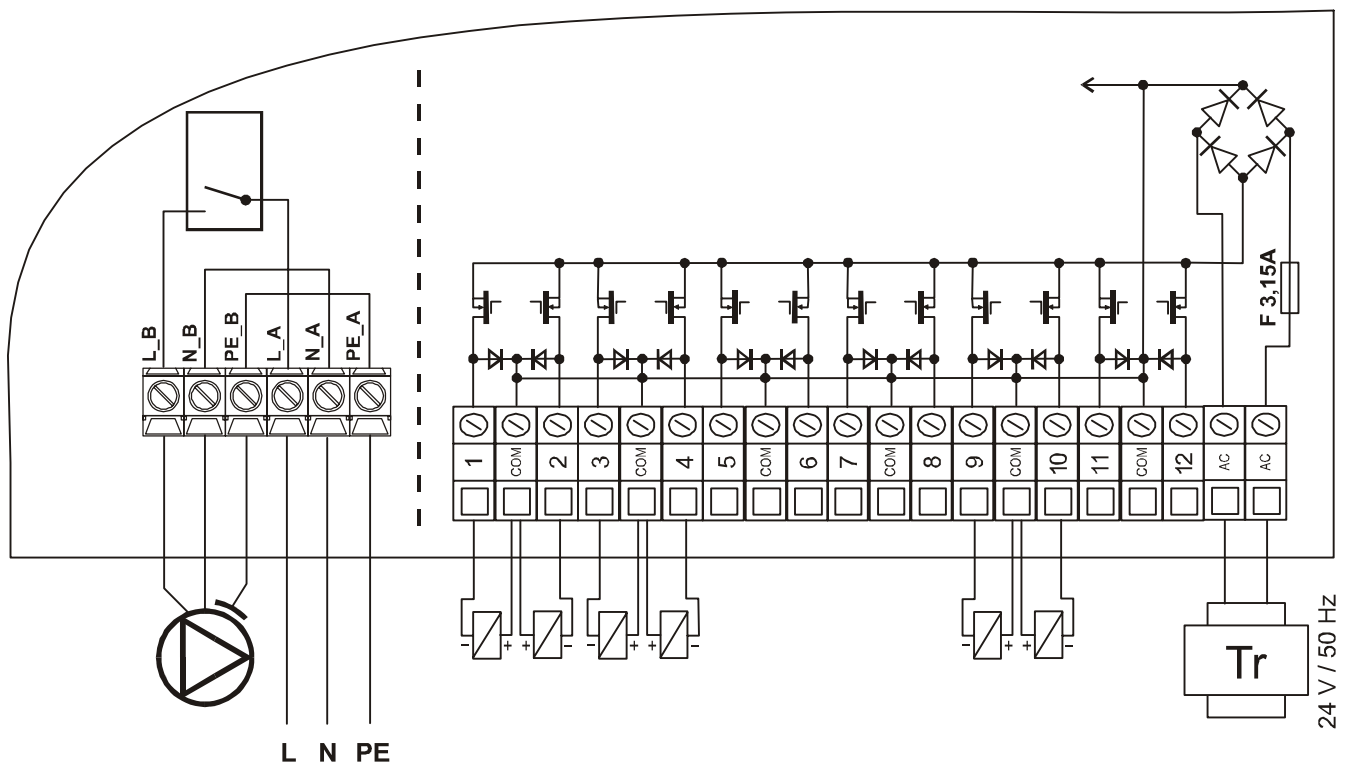 F 3,15A
L_B
N_B
PE_B
L_A
N_A
PE_A
1 COM 2 3 COM 4 5 COM 6 7 COM 8 9 COM 10 11 COM 12 AC AC
- + + - - + + - - + + -
Tr
24 V / 50 Hz
L N PE